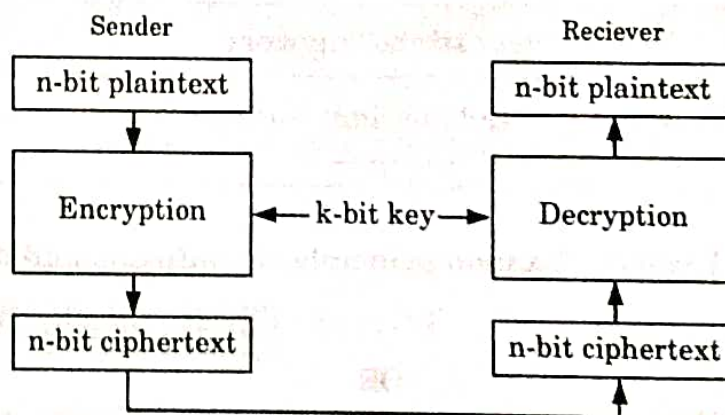 Sender
Reciever
n-bit plaintext
n-bit plaintext
Encryption
k-bit key
Decryption
n-bit ciphertext
n-bit ciphertext